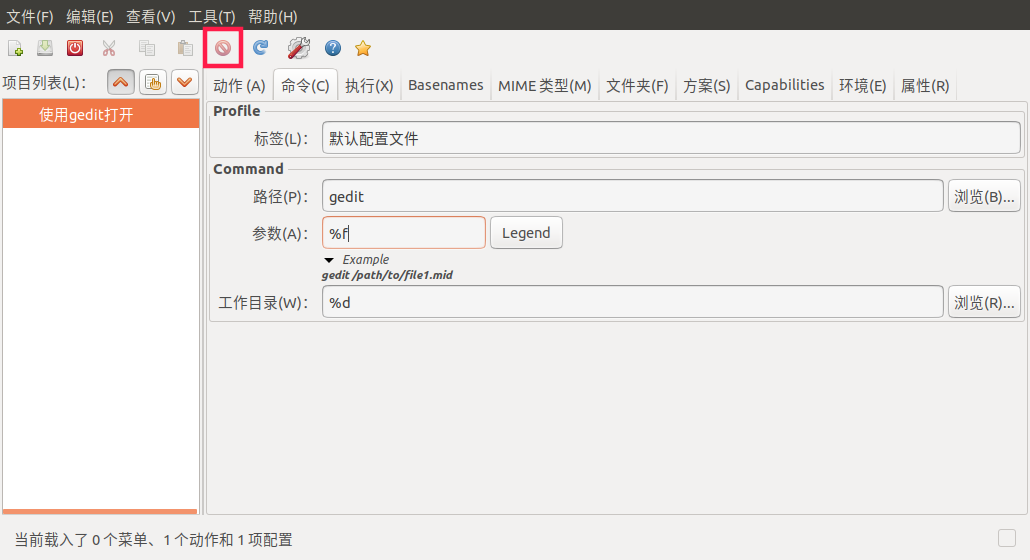 文件(F) 编辑(E) 查看(V) 工具(T) 帮助(H)
项目列表(L)：
使用gedit打开
动作 (A) 命令(C) 执行(X) Basenames MIME 类型(M) 文件夹(F) 方案(S) Capabilities 环境(E) 属性(R)
Profile
标签(L)： 默认配置文件
Command
路径(P)： gedit 浏览(B)...
参数(A)： %f Legend
Example
gedit /path/to/file1.mid
工作目录(W)： %d 浏览(R)...
当前载入了 0 个菜单、1 个动作和 1 项配置